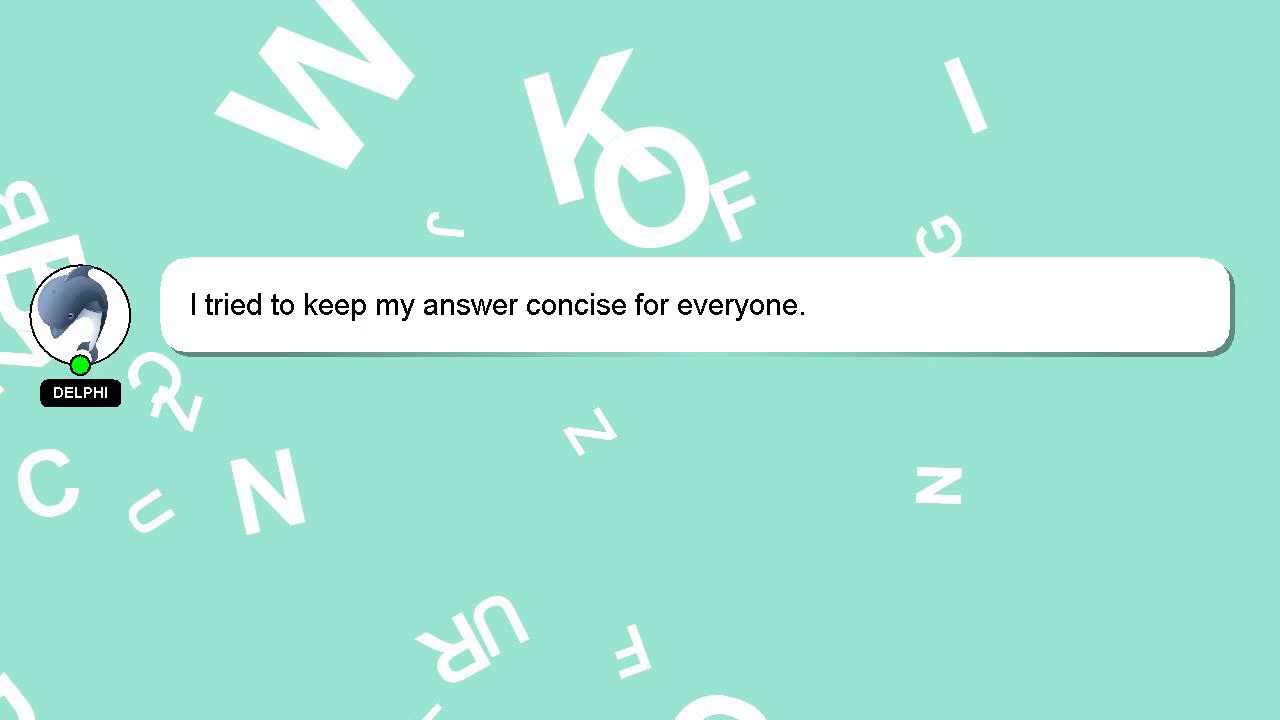 W
K
O
F
I
J
G
I tried to keep my answer concise for everyone.
DELPHI
C
Z
C
U
N
Z
N
U
R
F